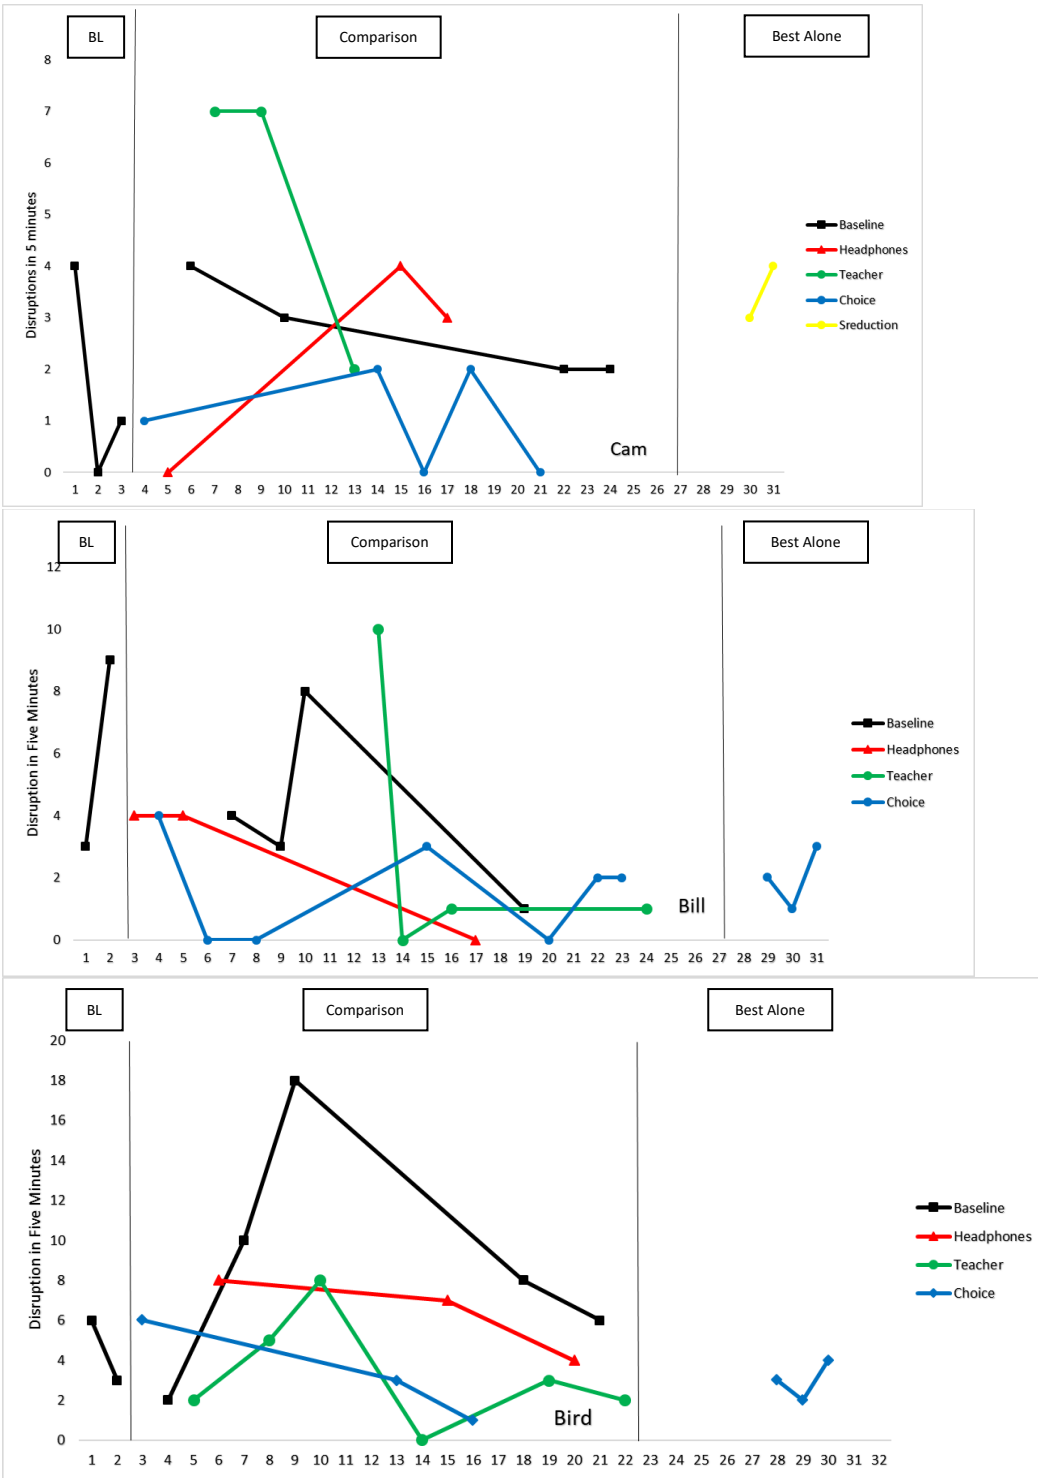 BL
Comparison
Best Alone
Disruptions in 5 minutes
8
7
6
5
4
3
2
1
0
Baseline
Headphones
Teacher
Choice
Sreduction
Cam
1 2 3 4 5 6 7 8 9 10 11 12 13 14 15 16 17 18 19 20 21 22 23 24 25 26 27 28 29 30 31
BL
Comparison
Best Alone
Disruption in Five Minutes
12
10
8
6
4
2
0
Baseline
Headphones
Teacher
Choice
Bill
1 2 3 4 5 6 7 8 9 10 11 12 13 14 15 16 17 18 19 20 21 22 23 24 25 26 27 28 29 30 31
BL
Comparison
Best Alone
Disruption in Five Minutes
20
18
16
14
12
10
8
6
4
2
0
Baseline
Headphones
Teacher
Choice
Bird
1 2 3 4 5 6 7 8 9 10 11 12 13 14 15 16 17 18 19 20 21 22 23 24 25 26 27 28 29 30 31 32